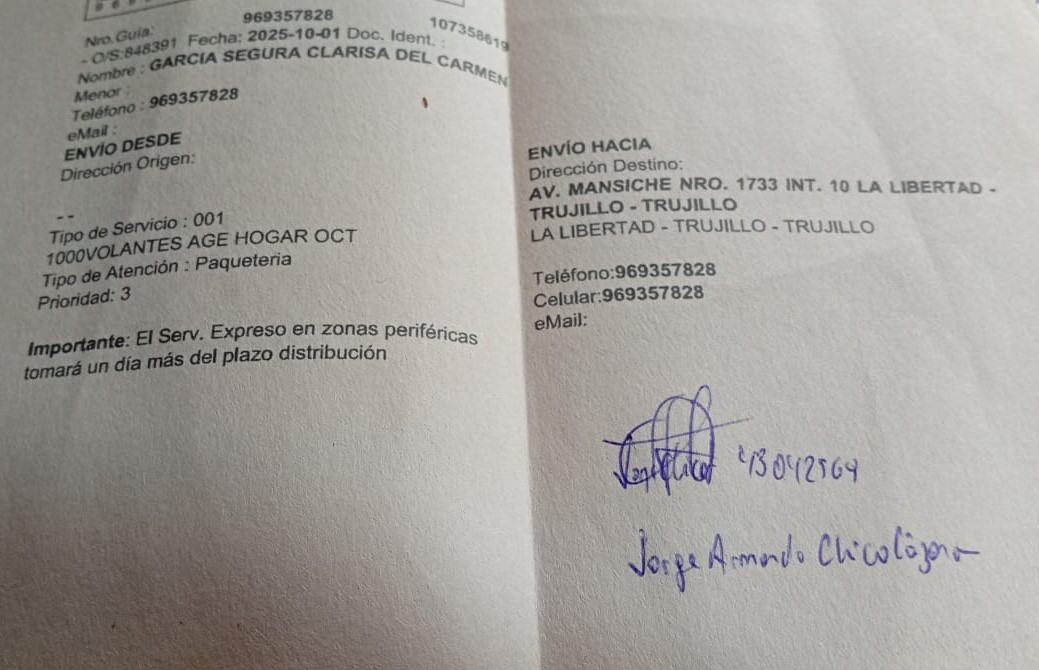 969357828
Nro. Guia:
107358619
- O/S:848391 Fecha: 2025-10-01 Doc. Ident. :
Nombre : GARCIA SEGURA CLARISA DEL CARMEN
Menor :
Teléfono : 969357828
eMail :
ENVÍO DESDE
Dirección Origen:
--
Tipo de Servicio : 001
1000VOLANTES AGE HOGAR OCT
Tipo de Atención : Paqueteria
Prioridad: 3
Importante: El Serv. Expreso en zonas periféricas
tomará un día más del plazo distribución
ENVÍO HACIA
Dirección Destino:
AV. MANSICHE NRO. 1733 INT. 10 LA LIBERTAD -
TRUJILLO - TRUJILLO
LA LIBERTAD - TRUJILLO - TRUJILLO
Teléfono:969357828
Celular:969357828
eMail:
43042564
Jorge Armando Chico